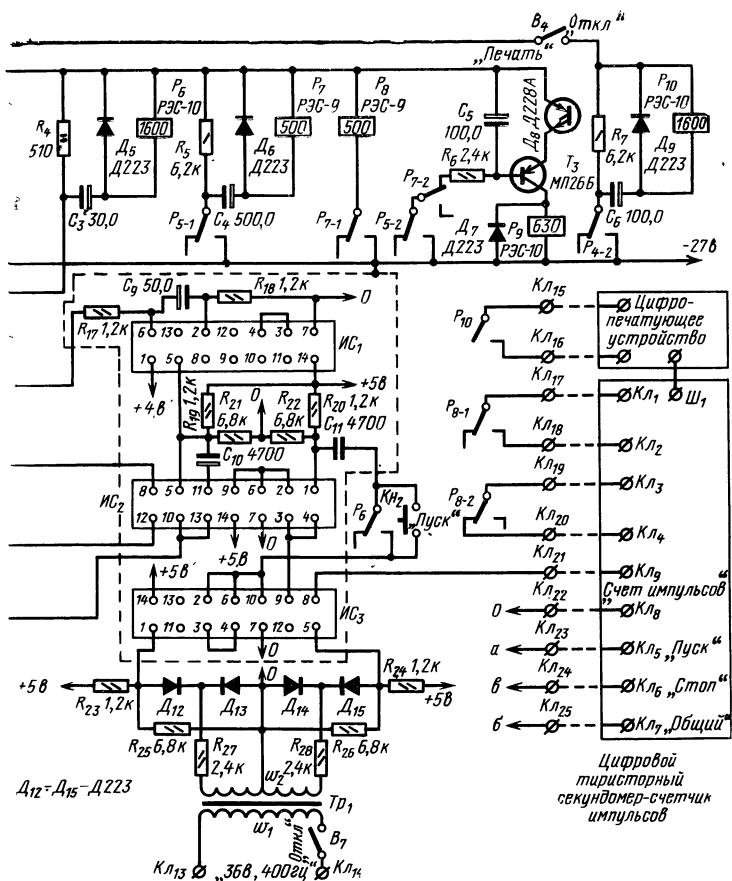 В4 „Откл“
„Печать“
Р6 РЭС-10 1600
Р7 РЭС-9 500
Р8 РЭС-9 500
Р10 РЭС-10 1600
R4 510
Д5 Д223
R5 6,2к
Д6 Д223
C5 100,0
Д8 Д228А
R6 2,4к
Т3 МП26Б
R7 6,2к
Д9 Д223
C3 30,0
C4 500,0
C6 100,0
Р5-1
Р7-1
Р5-2
Р7-2
Д7 Д223
Р9 РЭС-10 630
Р4-2
-27в
C9 50,0
R18 1,2к
0
R17 1,2к
6 13 2 12 4 3 7
1 5 8 9 10 11 14
ИС1
+4в
+5в
R19 1,2к
R21 6,8к
0
R22 6,8к
R20 1,2к
C11 4700
C10 4700
8 5 11 9 6 2 1
12 10 13 14 7 3 4
ИС2
Р6
Кн2 „Пуск“
+5в
+5в
0
14 13 2 6 10 9 8
1 11 3 4 7 12 5
ИС3
0
0
+5в
R23 1,2к
Д12
Д13
Д14
Д15
R24 1,2к
+5в
R25 6,8к
R27 2,4к
R28 2,4к
R26 6,8к
w2
Тр1
w1
Д12÷Д15—Д223
„Откл“
В7
Кл13 „36в, 400гц“ Кл14
Р10
Кл15
Кл16
Цифро-
печатующее
устройство
Ш1
Р8-1
Кл17
Кл1
Кл18
Кл2
Р8-2
Кл19
Кл3
Кл20
Кл4
Кл21
Кл9
„Счет импульсов“
Кл22
0
Кл8
Кл23
а
Кл5 „Пуск“
Кл24
в
Кл6 „Стоп“
Кл25
б
Кл7 „Общий“
Цифровой
тиристорный
секундомер-счетчик
импульсов